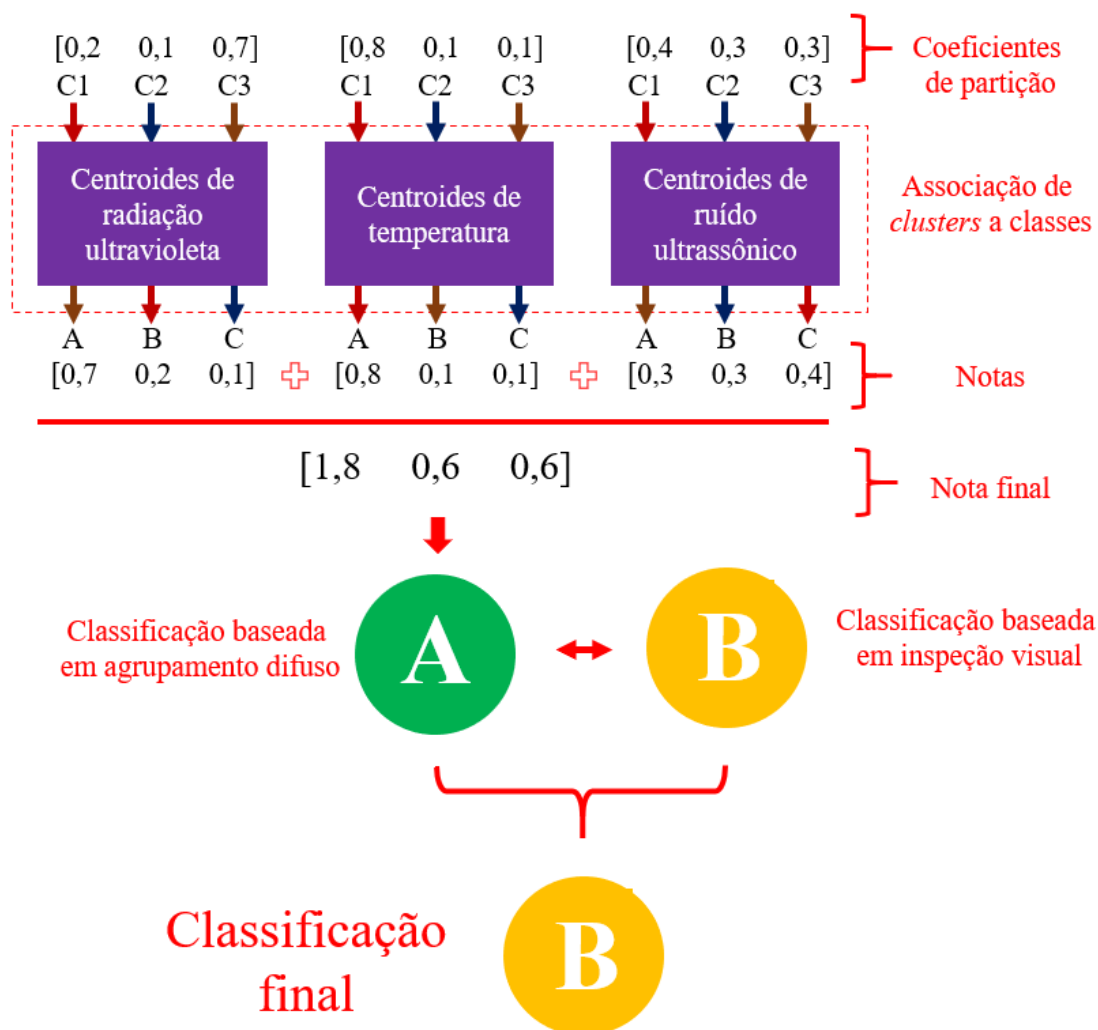 [0,2 0,1 0,7] [0,8 0,1 0,1] [0,4 0,3 0,3]
C1 C2 C3 C1 C2 C3 C1 C2 C3
Coeficientes
de partição
Centroides de
radiação
ultravioleta
Centroides de
temperatura
Centroides de
ruído
ultrassônico
Associação de
clusters a classes
A B C A B C A B C
[0,7 0,2 0,1] + [0,8 0,1 0,1] + [0,3 0,3 0,4]
Notas
[1,8 0,6 0,6]
Nota final
Classificação baseada
em agrupamento difuso
A
B
Classificação baseada
em inspeção visual
Classificação
final
B